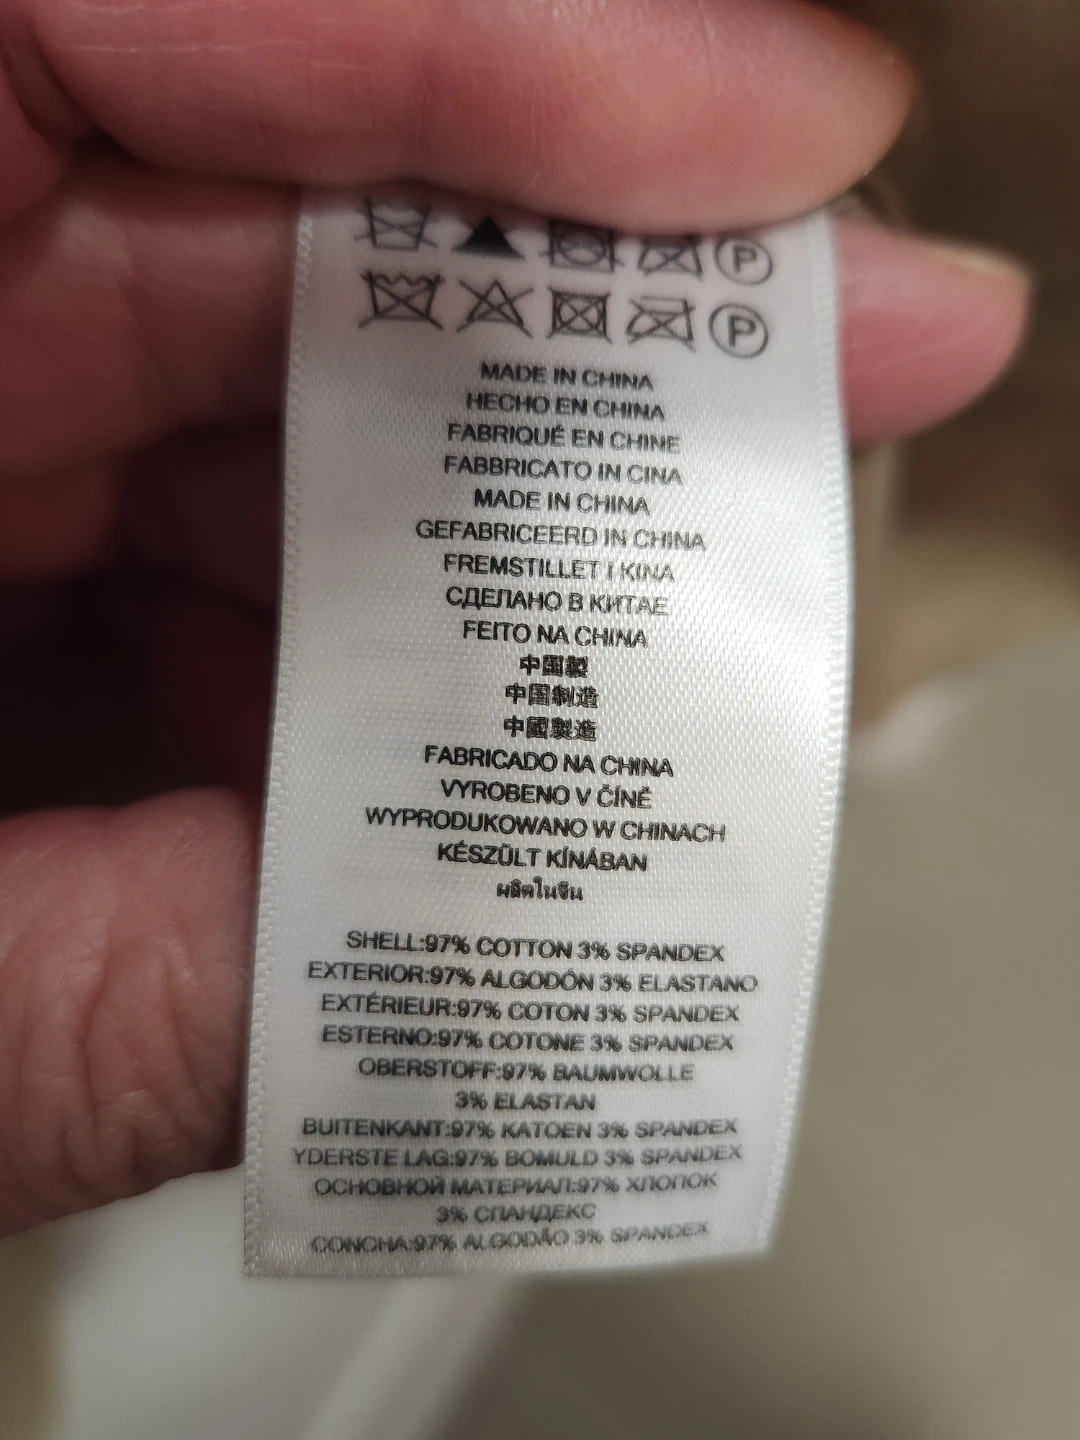 P
P
MADE IN CHINA
HECHO EN CHINA
FABRIQUÉ EN CHINE
FABBRICATO IN CINA
MADE IN CHINA
GEFABRICEERD IN CHINA
FREMSTILLET I KINA
СДЕЛАНО В КИТАЕ
FEITO NA CHINA
中国製
中国制造
中國製造
FABRICADO NA CHINA
VYROBENO V ČÍNĚ
WYPRODUKOWANO W CHINACH
KÉSZÜLT KÍNÁBAN
ผลิตในจีน
SHELL:97% COTTON 3% SPANDEX
EXTERIOR:97% ALGODÓN 3% ELASTANO
EXTÉRIEUR:97% COTON 3% SPANDEX
ESTERNO:97% COTONE 3% SPANDEX
OBERSTOFF:97% BAUMWOLLE
3% ELASTAN
BUITENKANT:97% KATOEN 3% SPANDEX
YDERSTE LAG:97% BOMULD 3% SPANDEX
ОСНОВНОЙ МАТЕРИАЛ:97% ХЛОПОК
3% СПАНДЕКС
CONCHA:97% ALGODÃO 3% SPANDEX